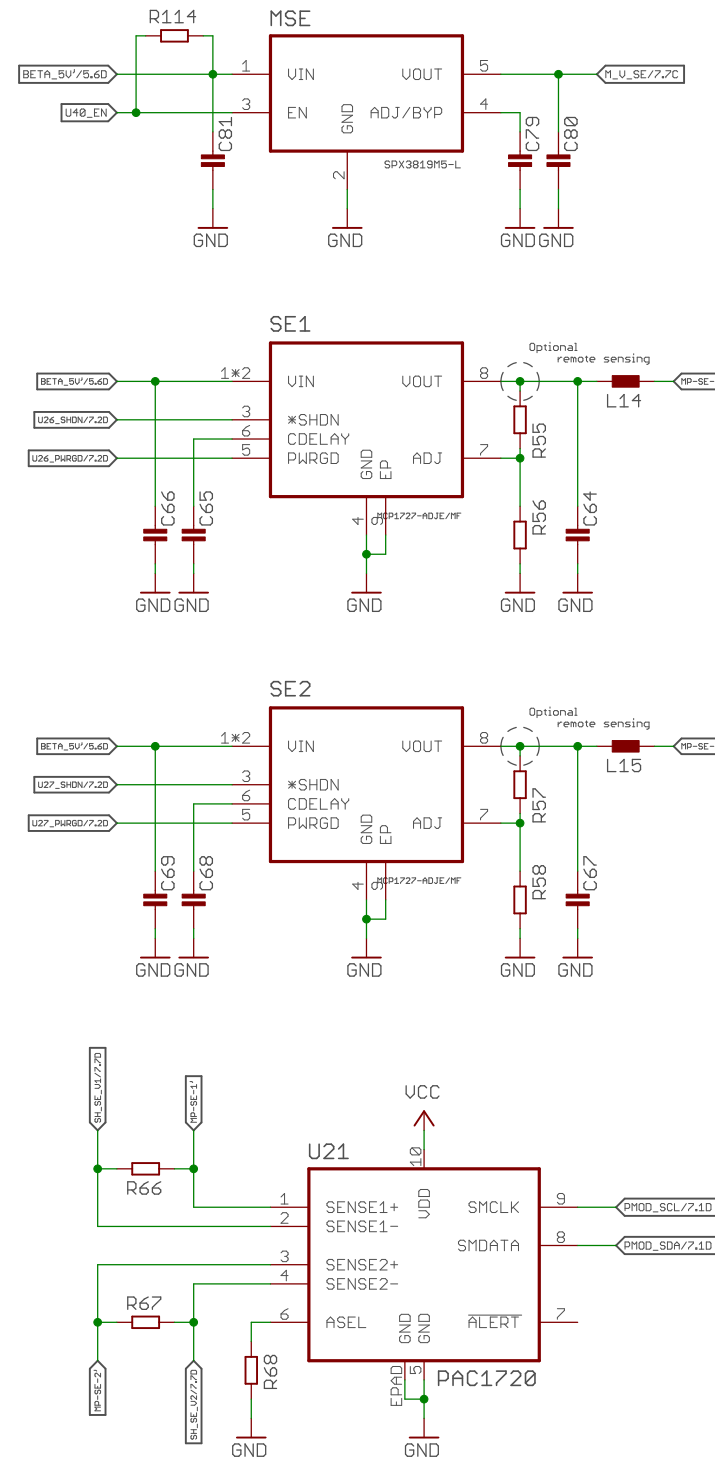 R114
MSE
BETA_5V'/5.6D
1
VIN
VOUT
5
M_V_SE/7.7C
U40_EN
3
EN
GND
ADJ/BYP
4
C81
C79
C80
2
SPX3819M5-L
GND
GND
GND
GND
SE1
Optional
remote sensing
BETA_5V'/5.6D
1*2
VIN
VOUT
8
L14
MP-SE-
U26_SHDN/7.2D
3
*SHDN
R55
6
CDELAY
U26_PWRGD/7.2D
5
PWRGD
GND
EP
ADJ
7
C66
C65
4
9
MCP1727-ADJE/MF
R56
C64
GND
GND
GND
GND
GND
SE2
Optional
remote sensing
BETA_5V'/5.6D
1*2
VIN
VOUT
8
L15
MP-SE-
U27_SHDN/7.2D
3
*SHDN
R57
6
CDELAY
U27_PWRGD/7.2D
5
PWRGD
GND
EP
ADJ
7
C69
C68
4
9
MCP1727-ADJE/MF
R58
C67
GND
GND
GND
GND
GND
SH_SE_V1/7.7D
MP-SE-1'
VCC
U21
10
R66
VDD
1
SENSE1+
SMCLK
9
PMOD_SCL/7.1D
2
SENSE1-
SMDATA
8
PMOD_SDA/7.1D
3
SENSE2+
4
SENSE2-
R67
6
ASEL
GND
GND
ALERT
7
MP-SE-2'
SH_SE_V2/7.7D
R68
EPAD
5
PAC1720
GND
GND